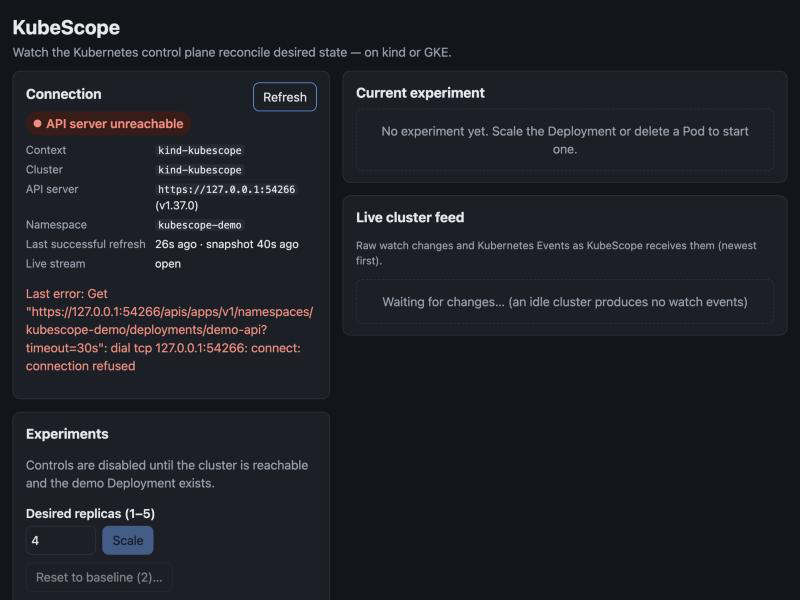 KubeScope
Watch the Kubernetes control plane reconcile desired state — on kind or GKE.
Connection
Refresh
● API server unreachable
Context kind-kubescope
Cluster kind-kubescope
API server https://127.0.0.1:54266
(v1.37.0)
Namespace kubescope-demo
Last successful refresh 26s ago · snapshot 40s ago
Live stream open
Last error: Get
"https://127.0.0.1:54266/apis/apps/v1/namespaces/
kubescope-demo/deployments/demo-api?
timeout=30s": dial tcp 127.0.0.1:54266: connect:
connection refused
Experiments
Controls are disabled until the cluster is reachable
and the demo Deployment exists.
Desired replicas (1–5)
4 Scale
Reset to baseline (2)...
Current experiment
No experiment yet. Scale the Deployment or delete a Pod to start
one.
Live cluster feed
Raw watch changes and Kubernetes Events as KubeScope receives them (newest
first).
Waiting for changes... (an idle cluster produces no watch events)